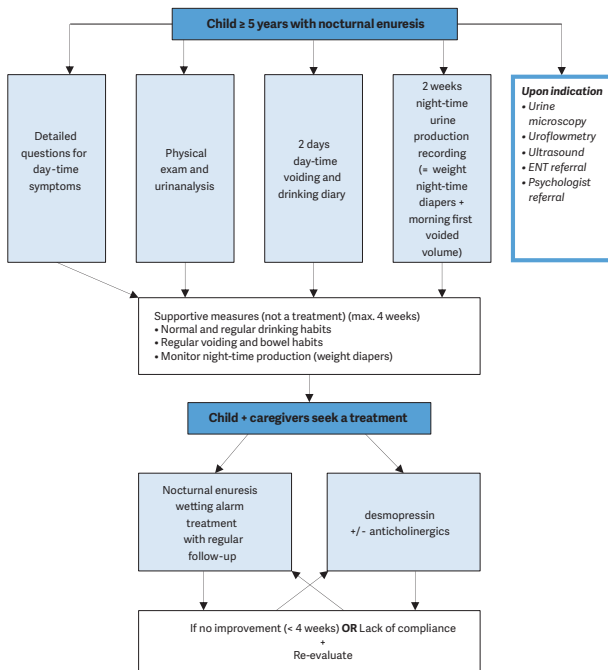 Child ≥ 5 years with nocturnal enuresis
Detailed
questions for
day-time
symptoms
Physical
exam and
urinanalysis
2 days
day-time
voiding and
drinking diary
2 weeks
night-time
urine
production
recording
(= weight
night-time
diapers +
morning first
voided
volume)
Upon indication
• Urine
microscopy
• Uroflowmetry
• Ultrasound
• ENT referral
• Psychologist
referral
Supportive measures (not a treatment) (max. 4 weeks)
• Normal and regular drinking habits
• Regular voiding and bowel habits
• Monitor night-time production (weight diapers)
Child + caregivers seek a treatment
Nocturnal enuresis
wetting alarm
treatment
with regular
follow-up
desmopressin
+/- anticholinergics
If no improvement (< 4 weeks) OR Lack of compliance
+
Re-evaluate